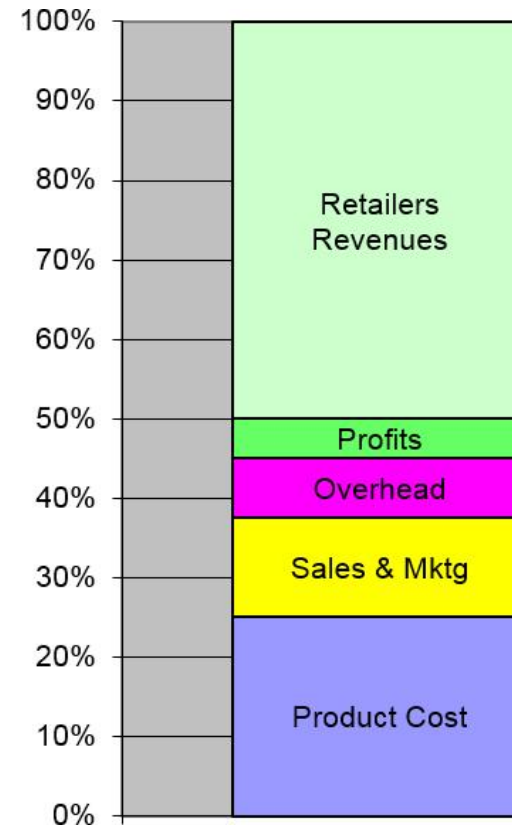 100%
90%
80%
70%
60%
50%
40%
30%
20%
10%
0%
Retailers
Revenues
Profits
Overhead
Sales & Mktg
Product Cost